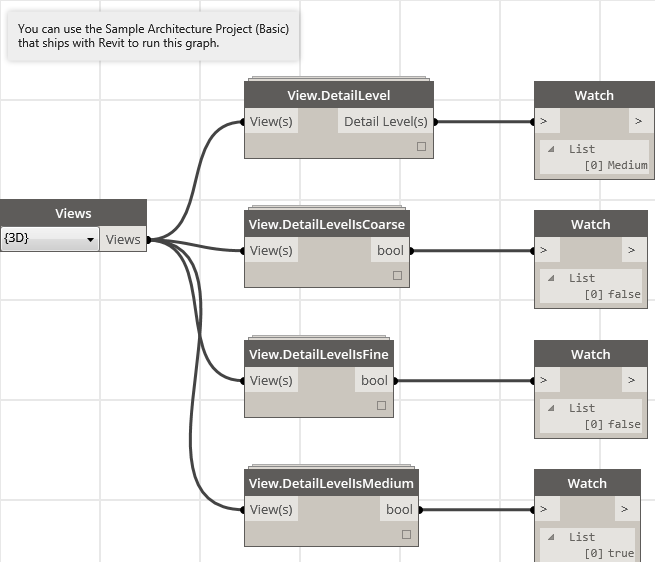 You can use the Sample Architecture Project (Basic)
that ships with Revit to run this graph.
View.DetailLevel
View(s) Detail Level(s)
Watch
> >
List
[0] Medium
Views
{3D} Views
View.DetailLevelIsCoarse
View(s) bool
Watch
> >
List
[0] false
View.DetailLevelIsFine
View(s) bool
Watch
> >
List
[0] false
View.DetailLevelIsMedium
View(s) bool
Watch
> >
List
[0] true